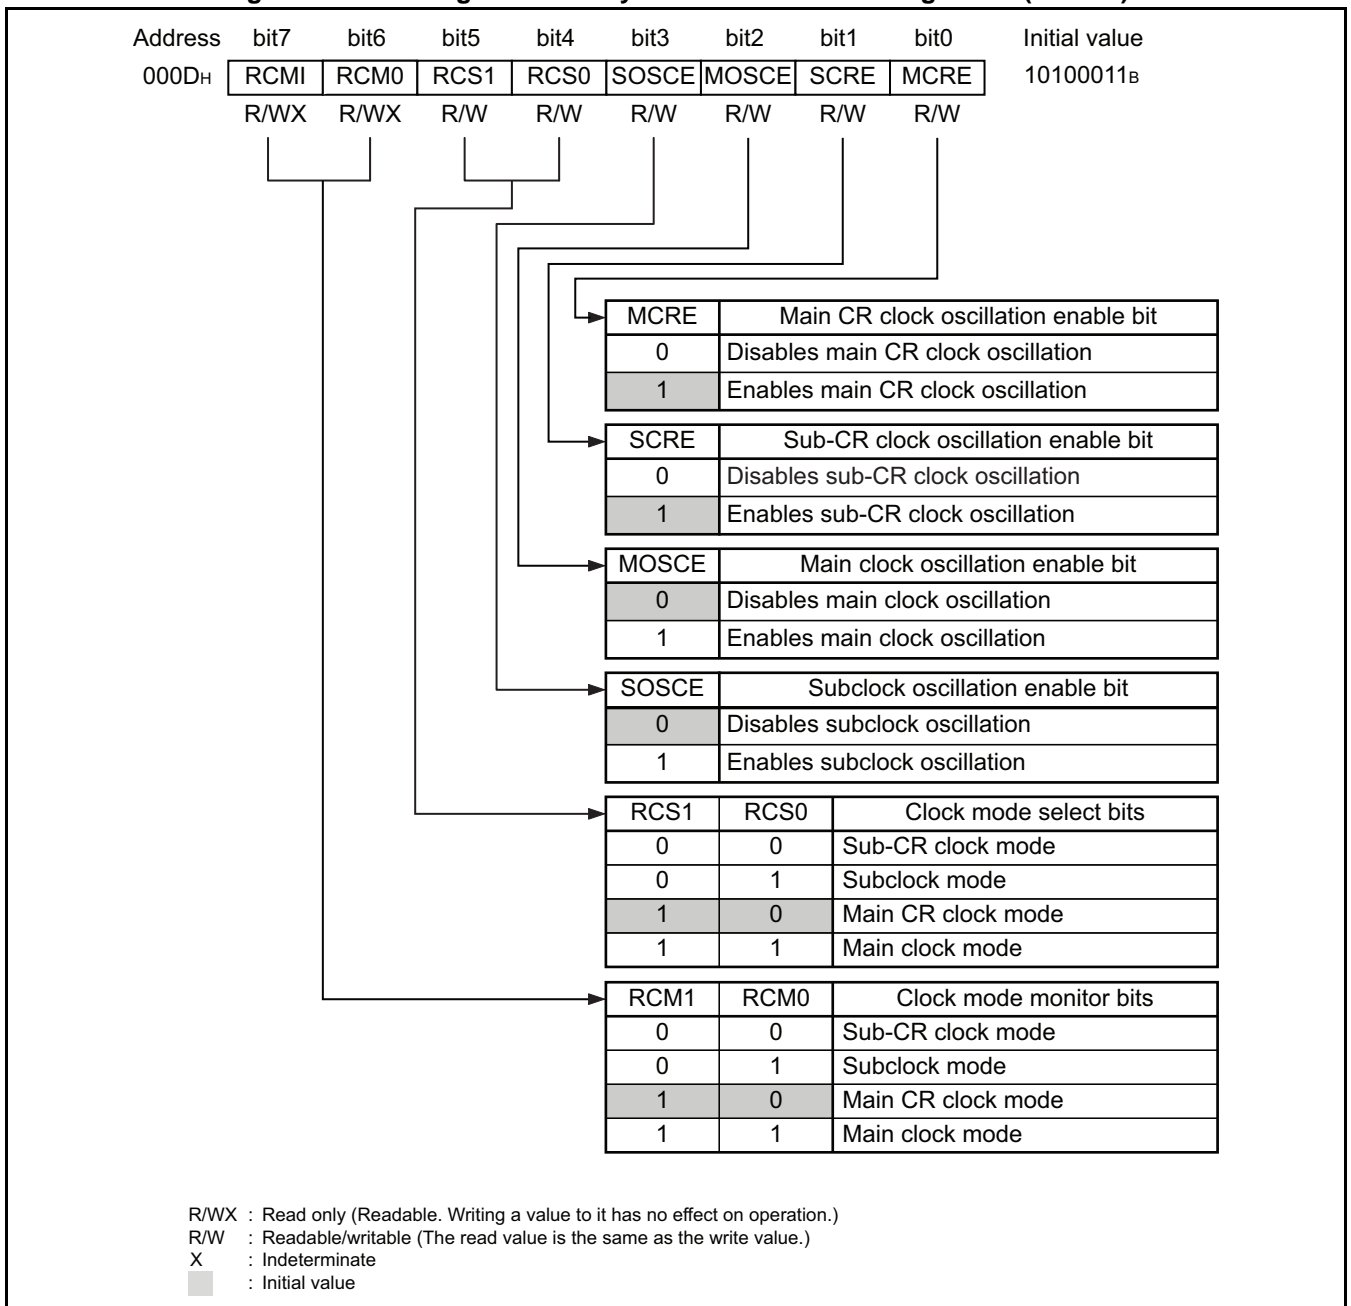 Address bit7 bit6 bit5 bit4 bit3 bit2 bit1 bit0 Initial value
000DH RCMI RCM0 RCS1 RCS0 SOSCE MOSCE SCRE MCRE 10100011B
R/WX R/WX R/W R/W R/W R/W R/W R/W
MCRE Main CR clock oscillation enable bit
0 Disables main CR clock oscillation
1 Enables main CR clock oscillation
SCRE Sub-CR clock oscillation enable bit
0 Disables sub-CR clock oscillation
1 Enables sub-CR clock oscillation
MOSCE Main clock oscillation enable bit
0 Disables main clock oscillation
1 Enables main clock oscillation
SOSCE Subclock oscillation enable bit
0 Disables subclock oscillation
1 Enables subclock oscillation
RCS1 RCS0 Clock mode select bits
0 0 Sub-CR clock mode
0 1 Subclock mode
1 0 Main CR clock mode
1 1 Main clock mode
RCM1 RCM0 Clock mode monitor bits
0 0 Sub-CR clock mode
0 1 Subclock mode
1 0 Main CR clock mode
1 1 Main clock mode
R/WX : Read only (Readable. Writing a value to it has no effect on operation.)
R/W : Readable/writable (The read value is the same as the write value.)
X : Indeterminate
: Initial value